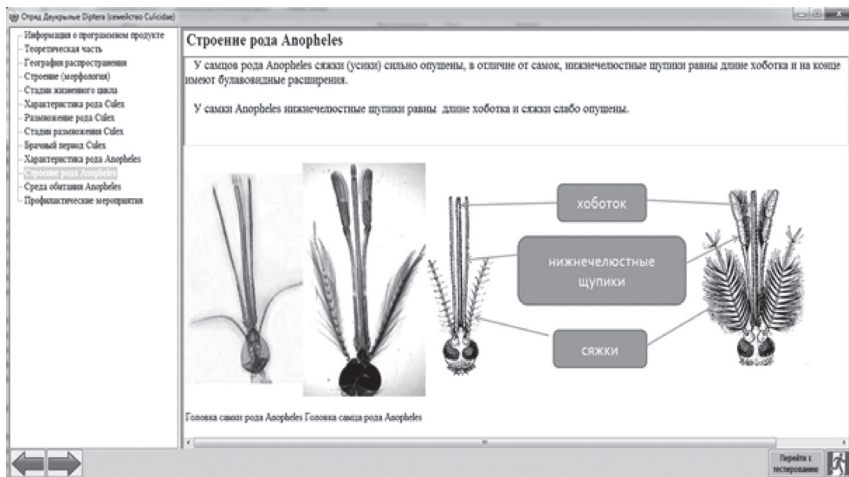 Отряд Двукрылые Diptera (семейство Culicidae)
Информация о программном продукте
Теоретическая часть
География распространения
Строение (морфология)
Стадии жизненного цикла
Характеристика рода Culex
Размножение рода Culex
Стадии размножения Culex
Брачный период Culex
Характеристика рода Anopheles
Строение рода Anopheles
Среда обитания Anopheles
Профилактические мероприятия
Строение рода Anopheles
У самцов рода Anopheles сяжки (усики) сильно опушены, в отличие от самок, нижнечелюстные щупики равны длине хоботка и на конце
имеют булавовидные расширения.
У самки Anopheles нижнечелюстные щупики равны длине хоботка и сяжки слабо опушены.
хоботок
нижнечелюстные
щупики
сяжки
Головка самки рода Anopheles Головка самца рода Anopheles
Перейти к
тестированию